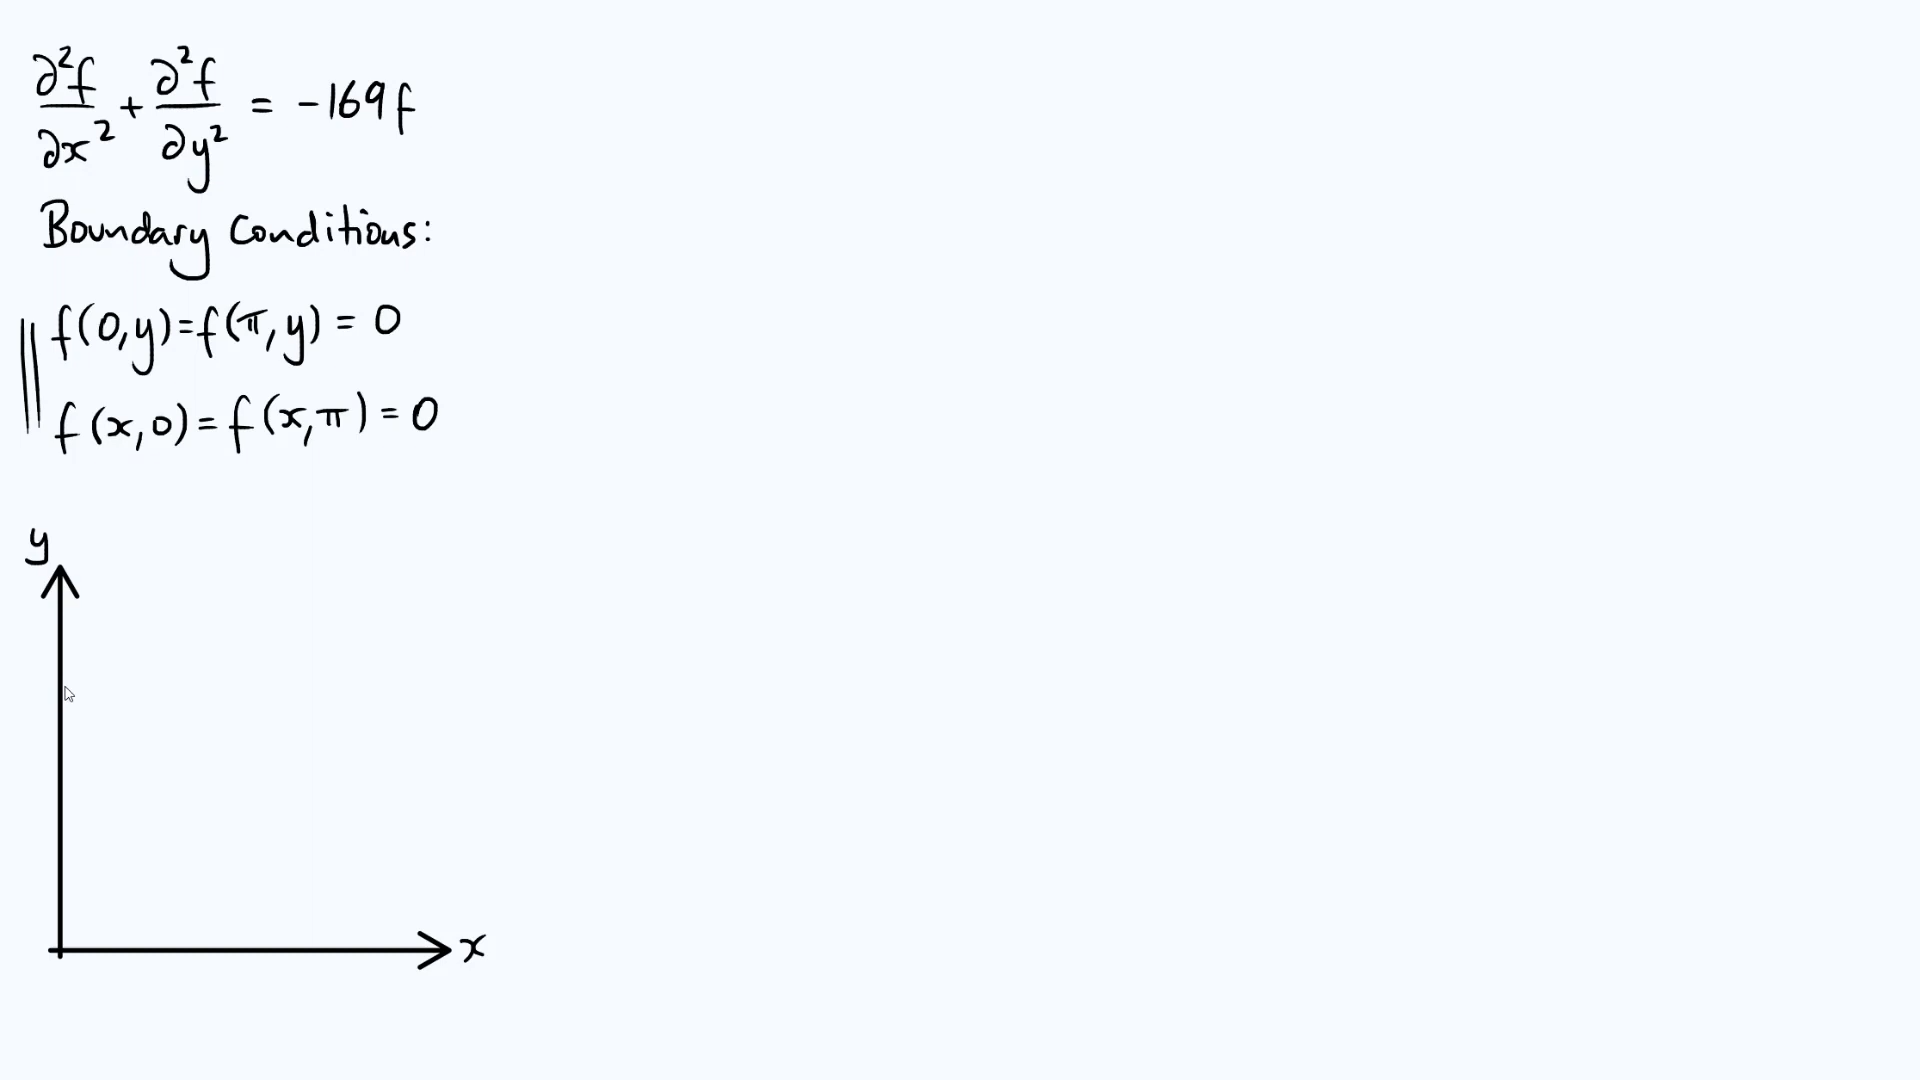 ∂²f/∂x² + ∂²f/∂y² = -169f
Boundary Conditions:
f(0,y)=f(π,y) = 0
f(x,0)=f(x,π) = 0
y
x